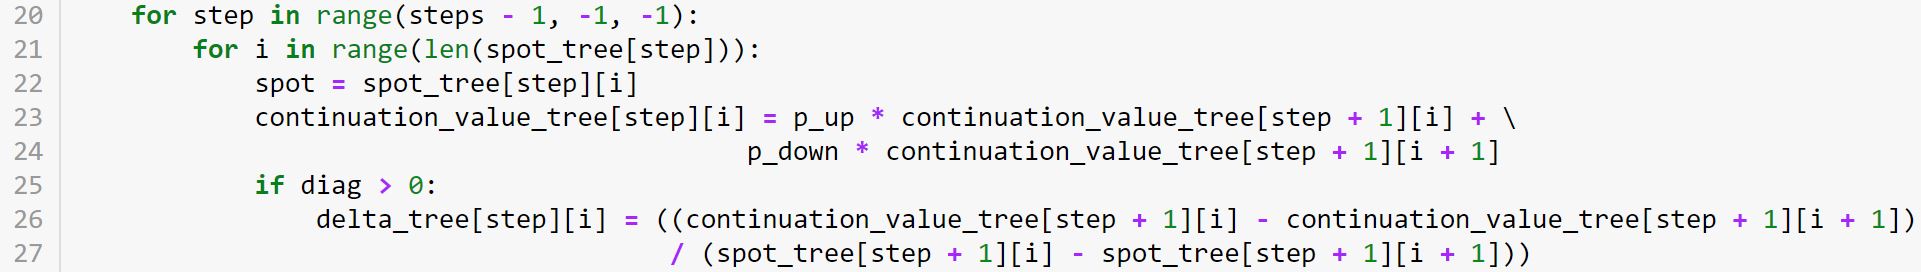 20     for step in range(steps - 1, -1, -1):
21         for i in range(len(spot_tree[step])):
22             spot = spot_tree[step][i]
23             continuation_value_tree[step][i] = p_up * continuation_value_tree[step + 1][i] + \
24                                             p_down * continuation_value_tree[step + 1][i + 1]
25             if diag > 0:
26                 delta_tree[step][i] = ((continuation_value_tree[step + 1][i] - continuation_value_tree[step + 1][i + 1])
27                                        / (spot_tree[step + 1][i] - spot_tree[step + 1][i + 1]))